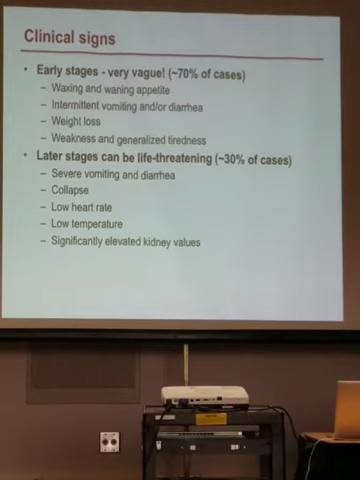 Clinical signs
• Early stages - very vague! (~70% of cases)
– Waxing and waning appetite
– Intermittent vomiting and/or diarrhea
– Weight loss
– Weakness and generalized tiredness
• Later stages can be life-threatening (~30% of cases)
– Severe vomiting and diarrhea
– Collapse
– Low heart rate
– Low temperature
– Significantly elevated kidney values